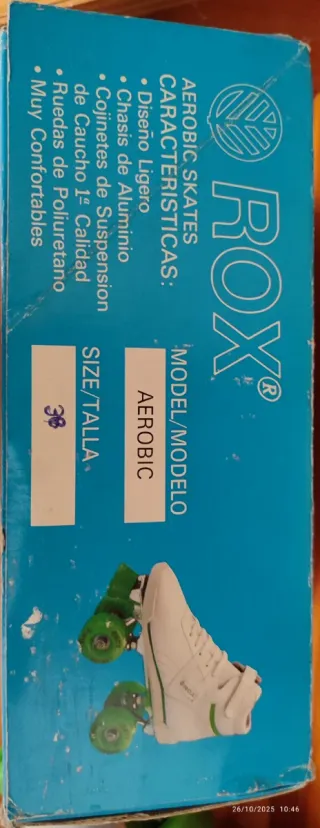 ROX®
AEROBIC SKATES
CARACTERISTICAS:
• Diseño Ligero
• Chasis de Aluminio
• Cojinetes de Suspension
de Caucho 1ª Calidad
• Ruedas de Poliuretano
• Muy Confortables
MODEL/MODELO
AEROBIC
SIZE/TALLA
38
26/10/2025 10:46